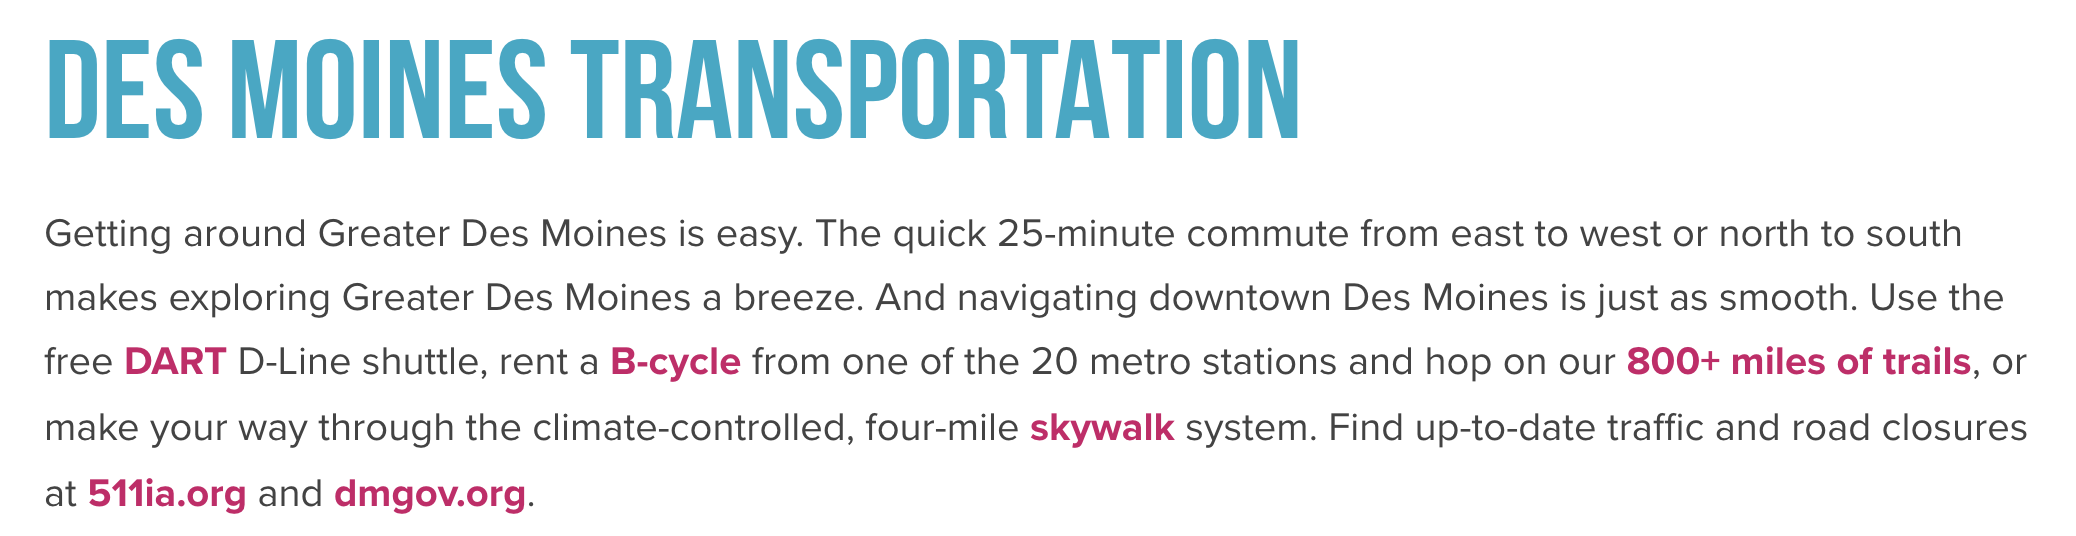 DES MOINES TRANSPORTATION
Getting around Greater Des Moines is easy. The quick 25-minute commute from east to west or north to south
makes exploring Greater Des Moines a breeze. And navigating downtown Des Moines is just as smooth. Use the
free DART D-Line shuttle, rent a B-cycle from one of the 20 metro stations and hop on our 800+ miles of trails, or
make your way through the climate-controlled, four-mile skywalk system. Find up-to-date traffic and road closures
at 511ia.org and dmgov.org.